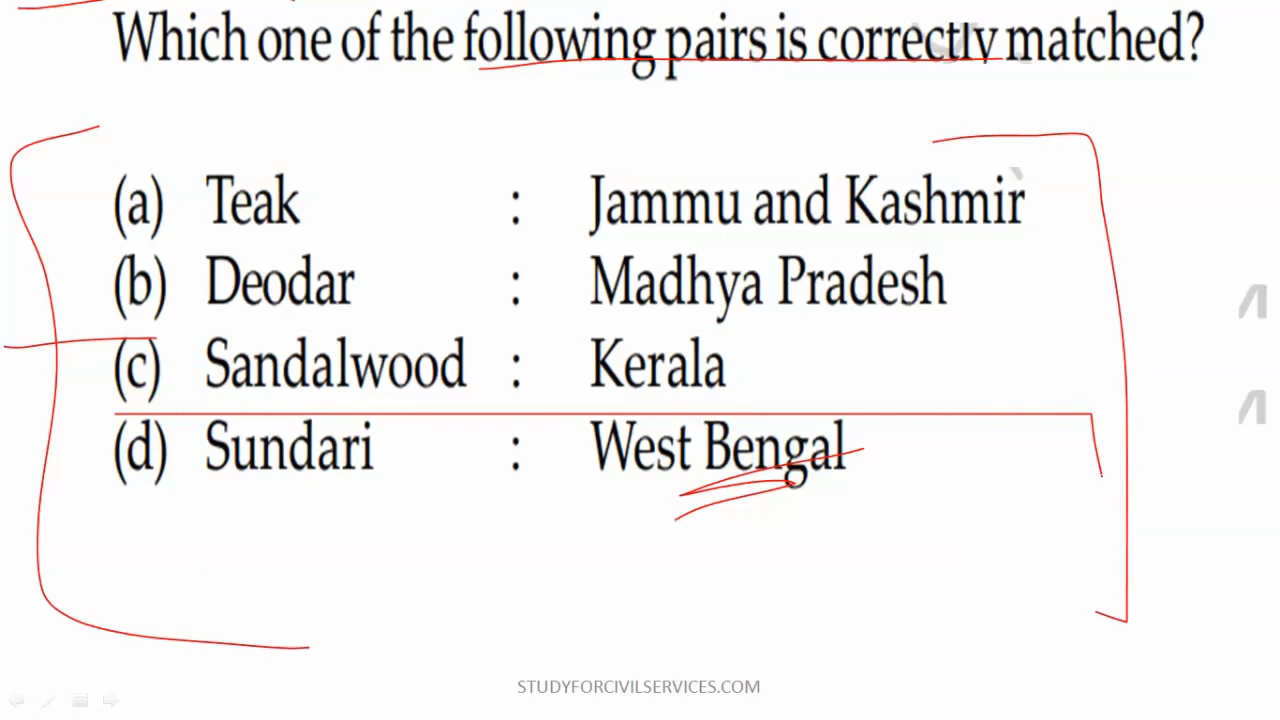 Which one of the following pairs is correctly matched?
(a) Teak : Jammu and Kashmir
(b) Deodar : Madhya Pradesh
(c) Sandalwood : Kerala
(d) Sundari : West Bengal
STUDYFORCIVILSERVICES.COM